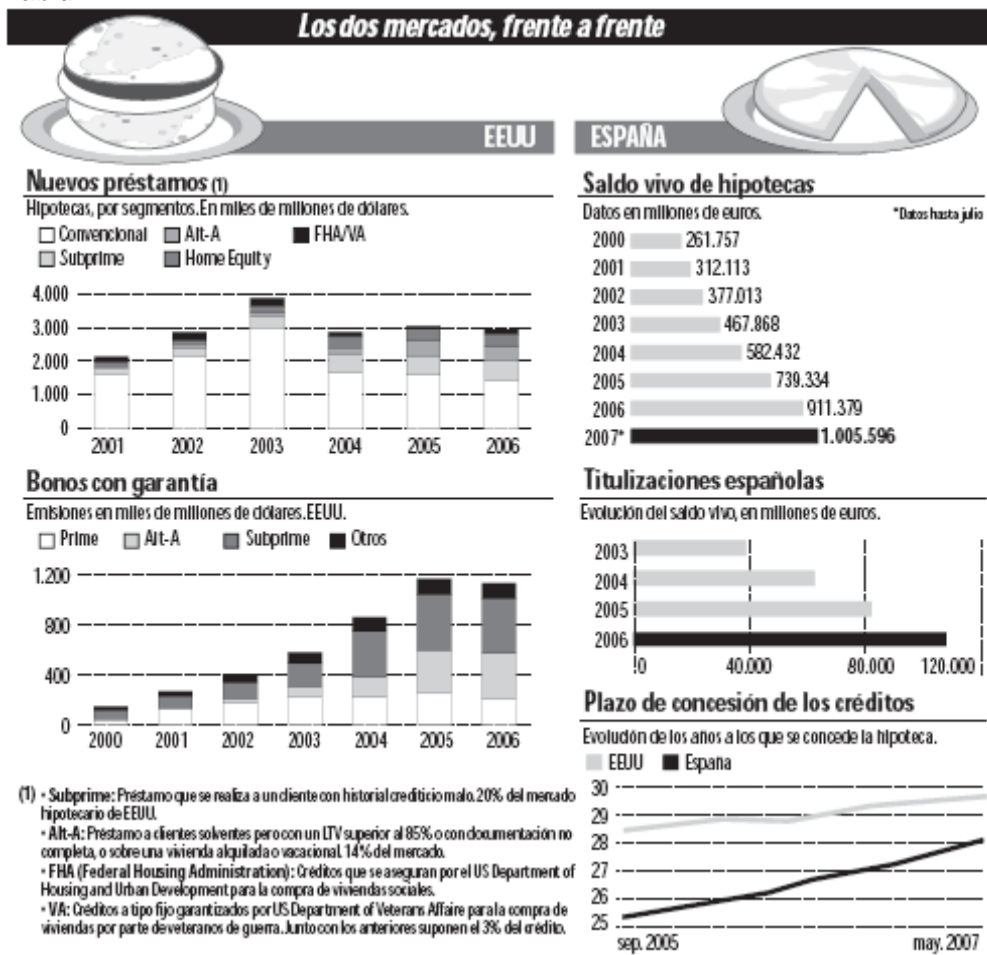 Los dos mercados, frente a frente
EEUU
Nuevos préstamos (1)
Hipotecas, por segmentos. En miles de millones de dólares.
Convencional Alt-A FHA/VA
Subprime Home Equity
4.000
3.000
2.000
1.000
0
2001 2002 2003 2004 2005 2006
Bonos con garantía
Emisiones en miles de millones de dólares. EEUU.
Prime Alt-A Subprime Otros
1.200
800
400
0
2000 2001 2002 2003 2004 2005 2006
(1) • Subprime: Préstamo que se realiza a un cliente con historial crediticio malo. 20% del mercado
hipotecario de EEUU.
• Alt-A: Préstamo a clientes solventes pero con un LTV superior al 85% o con documentación no
completa, o sobre una vivienda alquilada o vacacional. 14% del mercado.
• FHA (Federal Housing Administration): Créditos que se aseguran por el US Department of
Housing and Urban Development para la compra de viviendas sociales.
• VA: Créditos a tipo fijo garantizados por US Department of Veterans Affaire para la compra de
viviendas por parte de veteranos de guerra. Junto con los anteriores suponen el 3% del crédito.
ESPAÑA
Saldo vivo de hipotecas
Datos en millones de euros. *Datos hasta julio
2000 261.757
2001 312.113
2002 377.013
2003 467.868
2004 582.432
2005 739.334
2006 911.379
2007* 1.005.596
Titulizaciones españolas
Evolución del saldo vivo, en millones de euros.
2003
2004
2005
2006
0 40.000 80.000 120.000
Plazo de concesión de los créditos
Evolución de los años a los que se concede la hipoteca.
EEUU España
30
29
28
27
26
25
sep. 2005 may. 2007